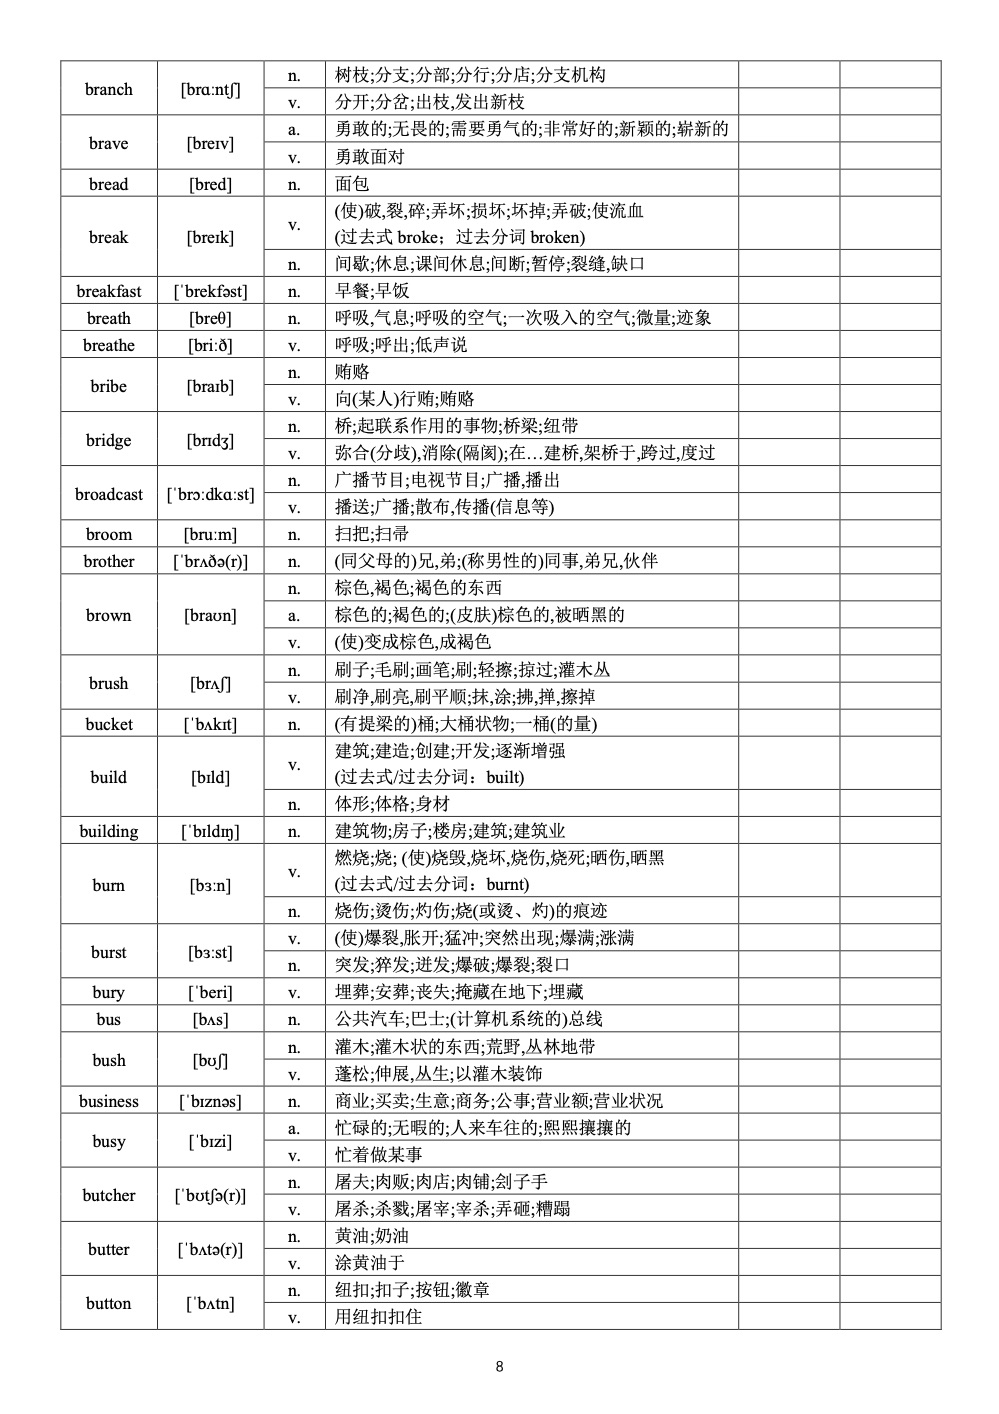 branch [brɑːntʃ] n. 树枝;分支;分部;分行;分店;分支机构
v. 分开;分岔;出枝,发出新枝
brave [breɪv] a. 勇敢的;无畏的;需要勇气的;非常好的;新颖的;崭新的
v. 勇敢面对
bread [bred] n. 面包
break [breɪk] v. (使)破,裂,碎;弄坏;损坏;坏掉;弄破;使流血
(过去式 broke；过去分词 broken)
n. 间歇;休息;课间休息;间断;暂停;裂缝,缺口
breakfast [ˈbrekfəst] n. 早餐;早饭
breath [breθ] n. 呼吸,气息;呼吸的空气;一次吸入的空气;微量;迹象
breathe [briːð] v. 呼吸;呼出;低声说
bribe [braɪb] n. 贿赂
v. 向(某人)行贿;贿赂
bridge [brɪdʒ] n. 桥;起联系作用的事物;桥梁;纽带
v. 弥合(分歧),消除(隔阂);在…建桥,架桥于,跨过,度过
broadcast [ˈbrɔːdkɑːst] n. 广播节目;电视节目;广播,播出
v. 播送;广播;散布,传播(信息等)
broom [bruːm] n. 扫把;扫帚
brother [ˈbrʌðə(r)] n. (同父母的)兄,弟;(称男性的)同事,弟兄,伙伴
brown [braʊn] n. 棕色,褐色;褐色的东西
a. 棕色的;褐色的;(皮肤)棕色的,被晒黑的
v. (使)变成棕色,成褐色
brush [brʌʃ] n. 刷子;毛刷;画笔;刷;轻擦;掠过;灌木丛
v. 刷净,刷亮,刷平顺;抹,涂;拂,掸,擦掉
bucket [ˈbʌkɪt] n. (有提梁的)桶;大桶状物;一桶(的量)
build [bɪld] v. 建筑;建造;创建;开发;逐渐增强
(过去式/过去分词：built)
n. 体形;体格;身材
building [ˈbɪldɪŋ] n. 建筑物;房子;楼房;建筑;建筑业
burn [bɜːn] v. 燃烧;烧; (使)烧毁,烧坏,烧伤,烧死;晒伤,晒黑
(过去式/过去分词：burnt)
n. 烧伤;烫伤;灼伤;烧(或烫、灼)的痕迹
burst [bɜːst] v. (使)爆裂,胀开;猛冲;突然出现;爆满;涨满
n. 突发;猝发;迸发;爆破;爆裂;裂口
bury [ˈberi] v. 埋葬;安葬;丧失;掩藏在地下;埋藏
bus [bʌs] n. 公共汽车;巴士;(计算机系统的)总线
bush [bʊʃ] n. 灌木;灌木状的东西;荒野,丛林地带
v. 蓬松;伸展,丛生;以灌木装饰
business [ˈbɪznəs] n. 商业;买卖;生意;商务;公事;营业额;营业状况
busy [ˈbɪzi] a. 忙碌的;无暇的;人来车往的;熙熙攘攘的
v. 忙着做某事
butcher [ˈbʊtʃə(r)] n. 屠夫;肉贩;肉店;肉铺;刽子手
v. 屠杀;杀戮;屠宰;宰杀;弄砸;糟蹋
butter [ˈbʌtə(r)] n. 黄油;奶油
v. 涂黄油于
button [ˈbʌtn] n. 纽扣;扣子;按钮;徽章
v. 用纽扣扣住
8